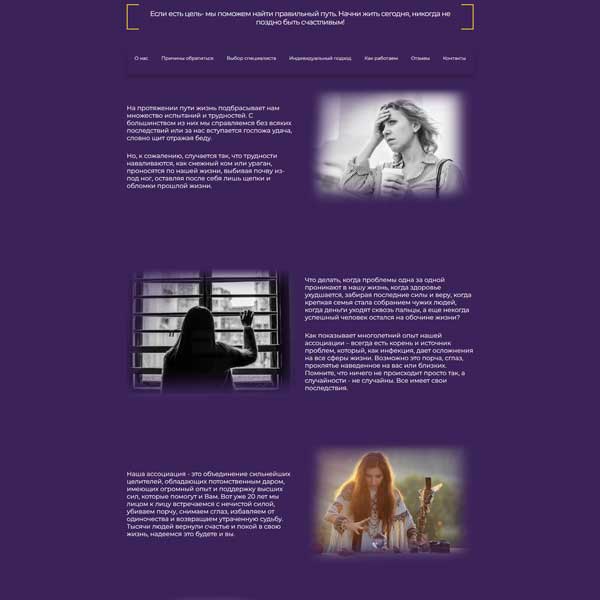 Если есть цель- мы поможем найти правильный путь. Начни жить сегодня, никогда не
поздно быть счастливым!
О нас Причины обратиться Выбор специалиста Индивидуальный подход Как работаем Отзывы Контакты
На протяжении пути жизнь подбрасывает нам
множество испытаний и трудностей. С
большинством из них мы справляемся без всяких
последствий или за нас вступается госпожа удача,
словно щит отражая беду.
Но, к сожалению, случается так, что трудности
наваливаются, как снежный ком или ураган,
проносятся по нашей жизни, выбивая почву из-
под ног, оставляя после себя лишь щепки и
обломки прошлой жизни.
Что делать, когда проблемы одна за одной
проникают в нашу жизнь, когда здоровье
ухудшается, забирая последние силы и веру, когда
крепкая семья стала собранием чужих людей,
когда деньги уходят сквозь пальцы, а еще некогда
успешный человек остался на обочине жизни?
Как показывает многолетний опыт нашей
ассоциации – всегда есть корень и источник
проблем, который, как инфекция, дает осложнения
на все сферы жизни. Возможно это порча, сглаз,
проклятье наведенное на вас или близких.
Помните, что ничего не происходит просто так, а
случайности - не случайны. Все имеет свои
последствия.
Наша ассоциация - это объединение сильнейших
целителей, обладающих потомственным даром,
имеющих огромный опыт и поддержку высших
сил, которые помогут и Вам. Вот уже 20 лет мы
лицом к лицу встречаемся с нечистой силой,
убиваем порчу, снимаем сглаз, избавляем от
одиночества и возвращаем утраченную судьбу.
Тысячи людей вернули счастье и покой в свою
жизнь, надеемся это будете и вы.